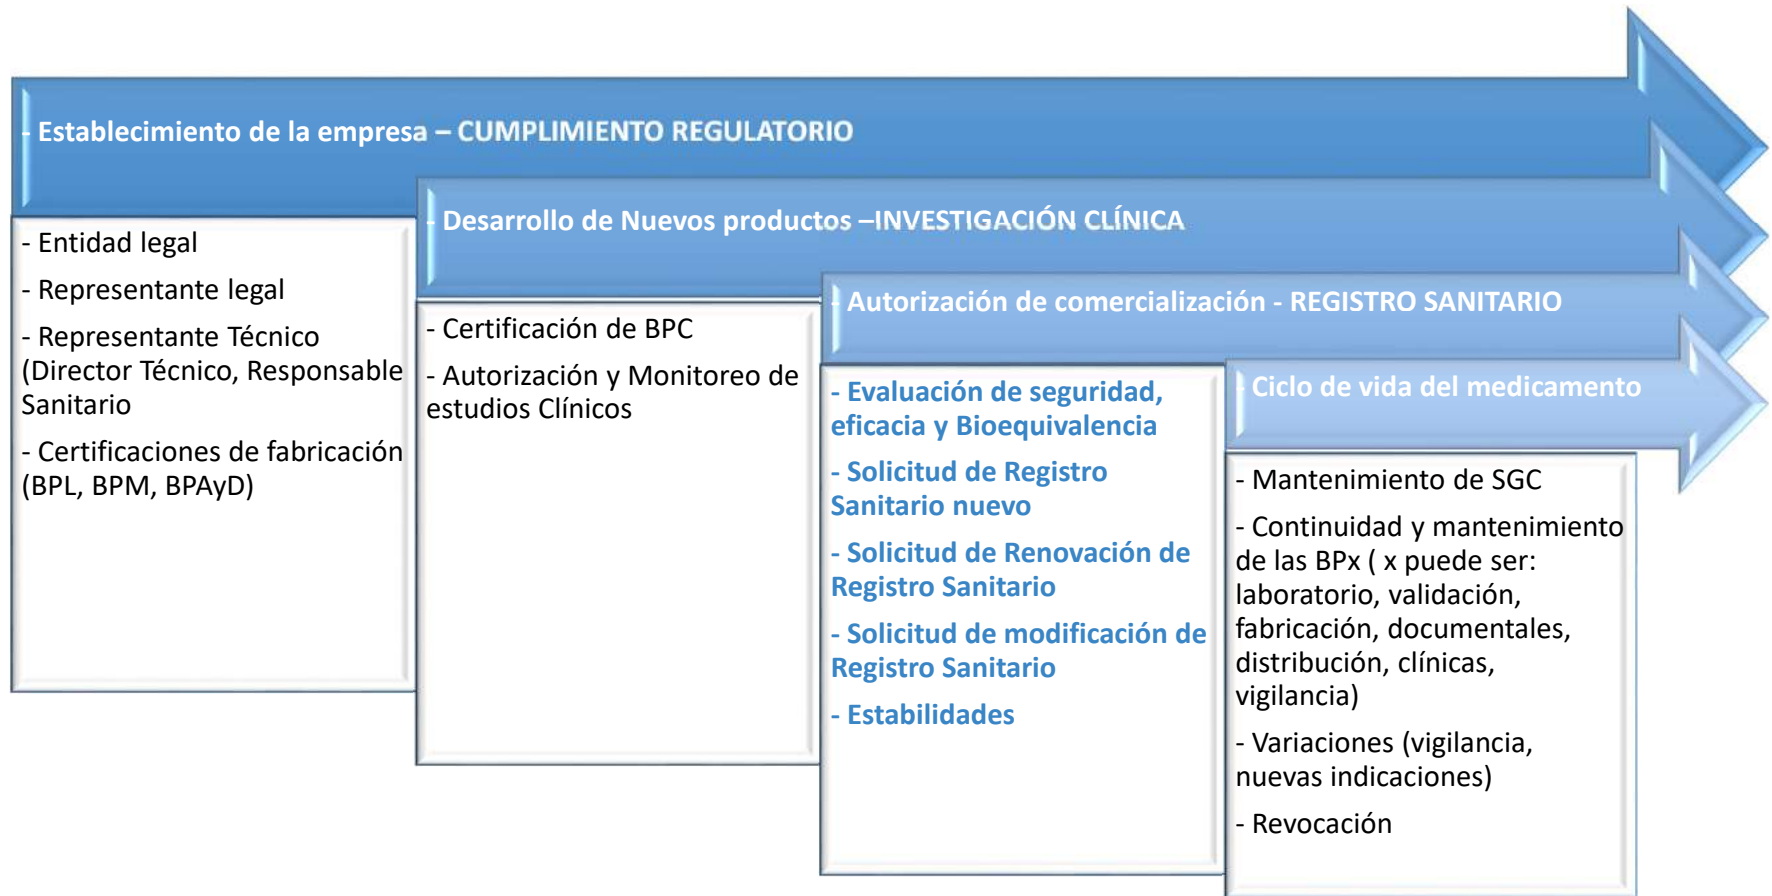 - Establecimiento de la empresa – CUMPLIMIENTO REGULATORIO
- Entidad legal
- Representante legal
- Representante Técnico
(Director Técnico, Responsable
Sanitario
- Certificaciones de fabricación
(BPL, BPM, BPAyD)
- Desarrollo de Nuevos productos –INVESTIGACIÓN CLÍNICA
- Certificación de BPC
- Autorización y Monitoreo de
estudios Clínicos
- Autorización de comercialización - REGISTRO SANITARIO
- Evaluación de seguridad,
eficacia y Bioequivalencia
- Solicitud de Registro
Sanitario nuevo
- Solicitud de Renovación de
Registro Sanitario
- Solicitud de modificación de
Registro Sanitario
- Estabilidades
- Ciclo de vida del medicamento
- Mantenimiento de SGC
- Continuidad y mantenimiento
de las BPx ( x puede ser:
laboratorio, validación,
fabricación, documentales,
distribución, clínicas,
vigilancia)
- Variaciones (vigilancia,
nuevas indicaciones)
- Revocación